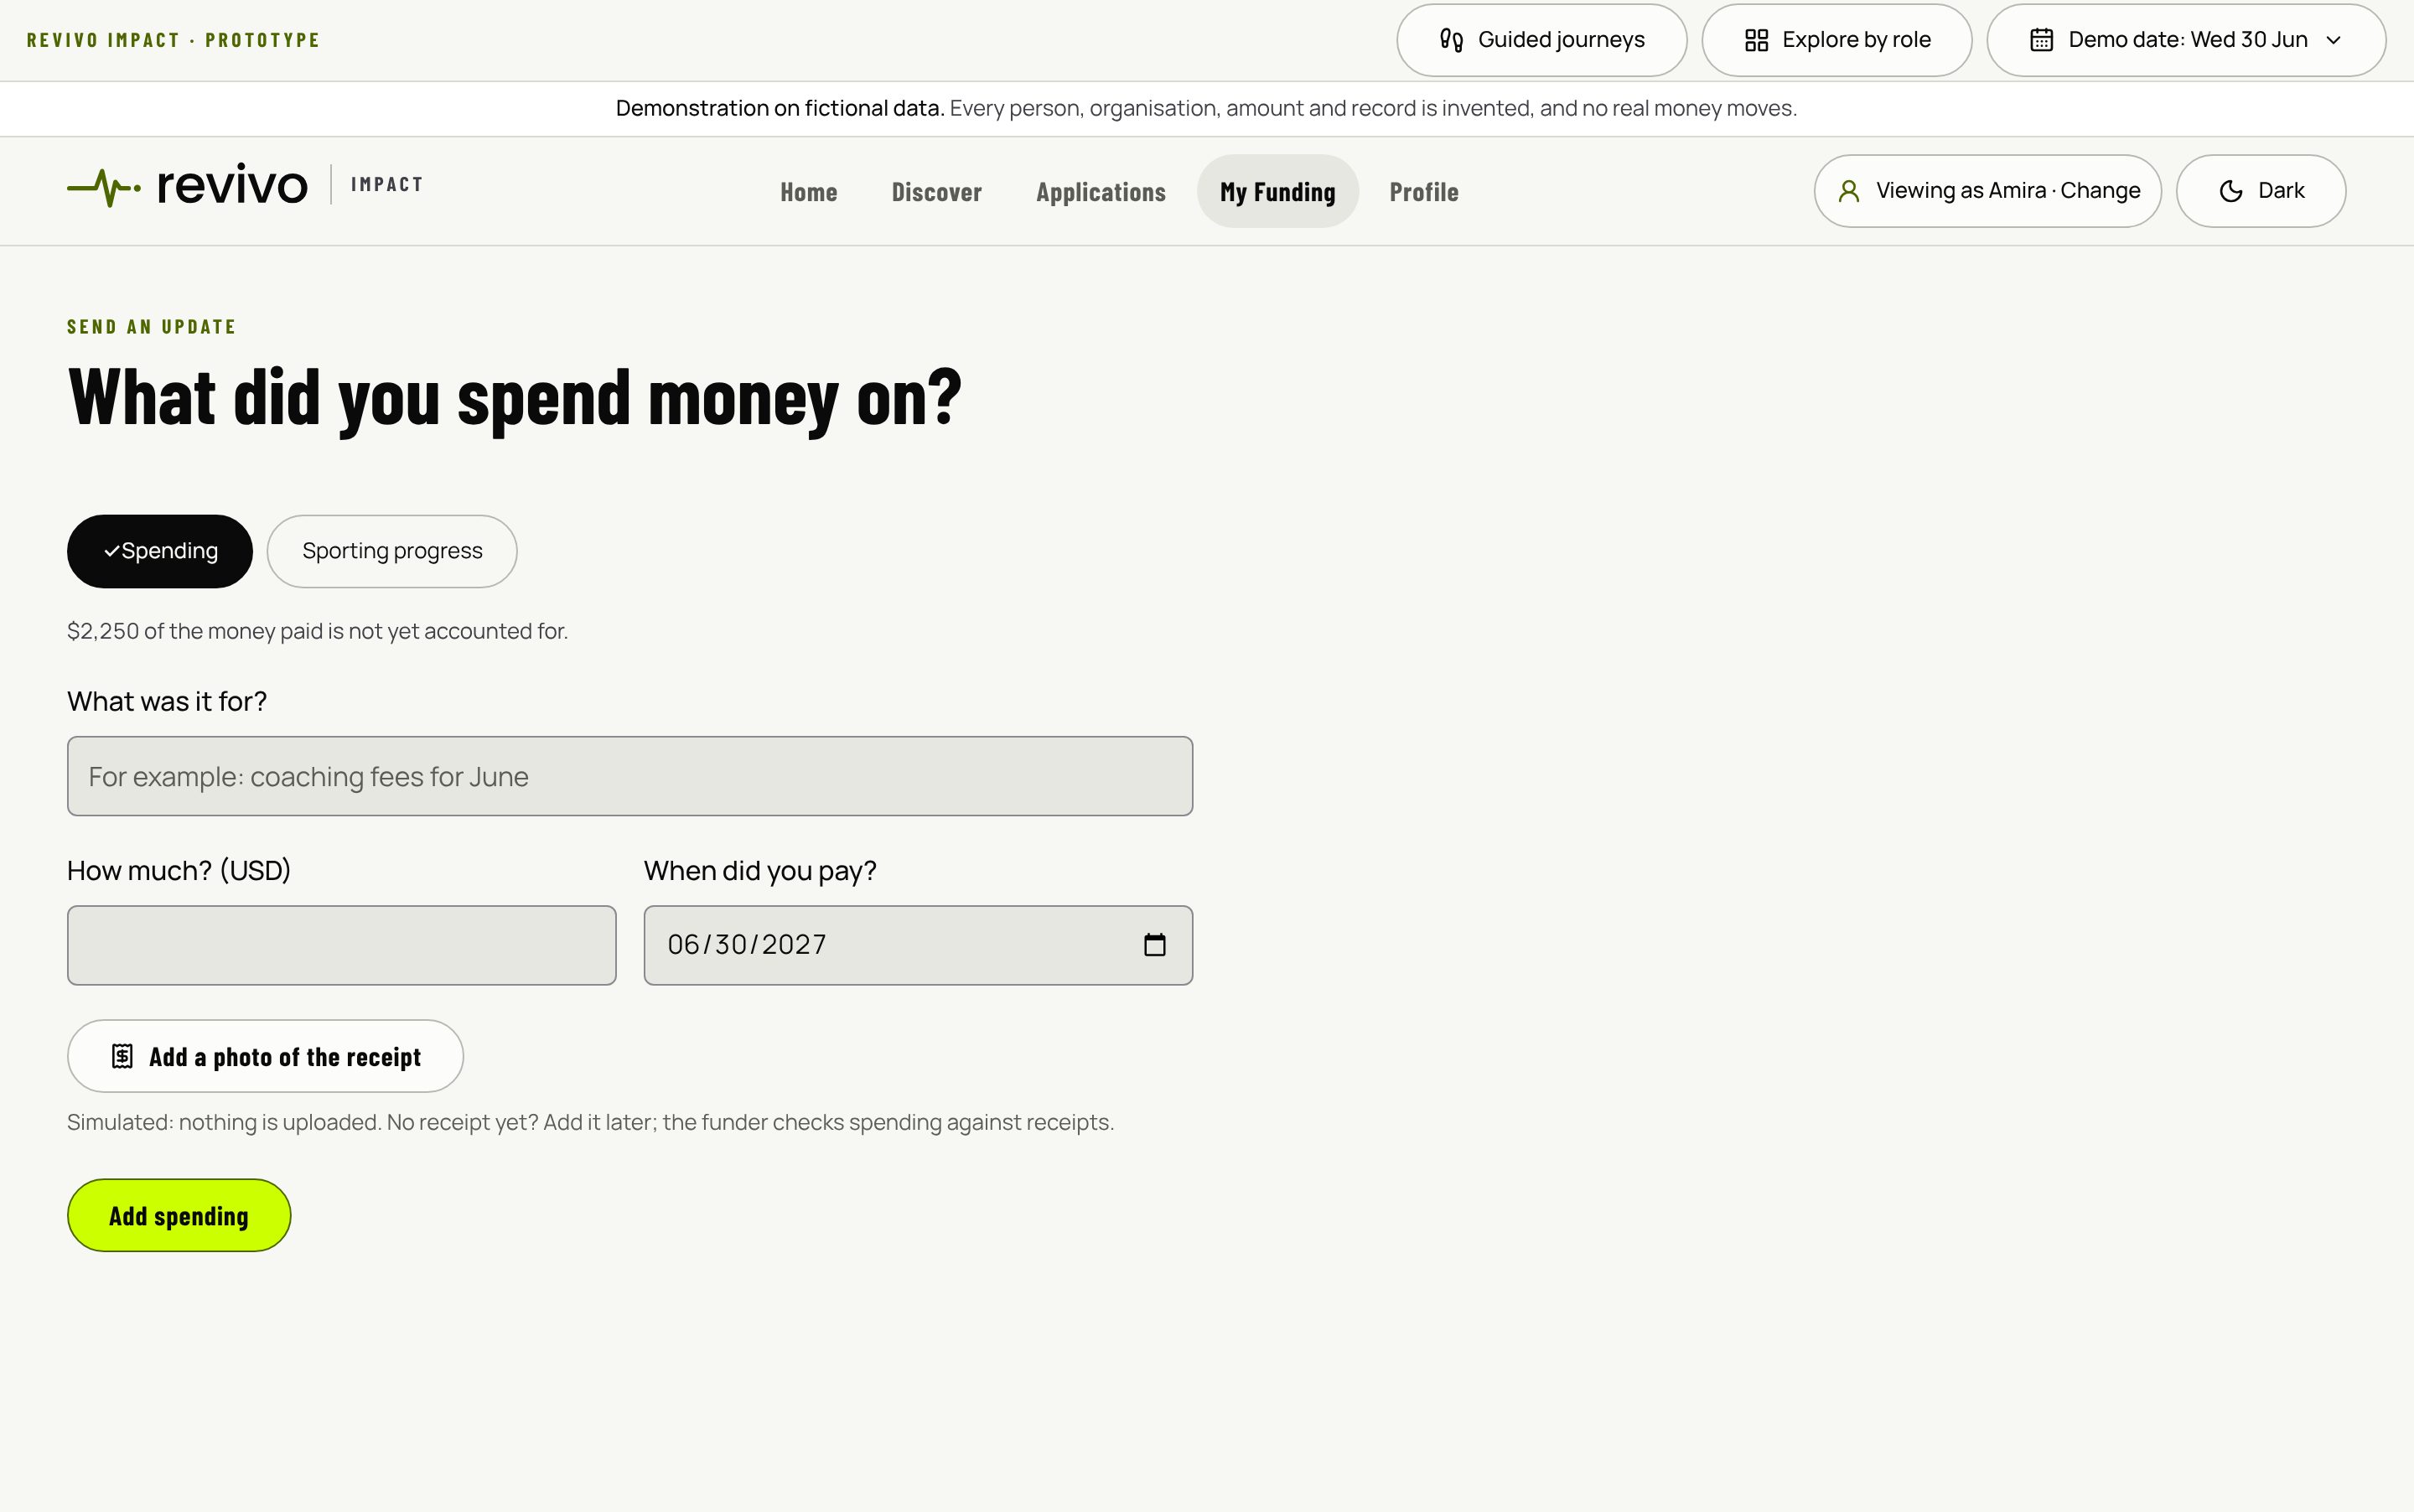 REVIVO IMPACT · PROTOTYPE
Guided journeys
Explore by role
Demo date: Wed 30 Jun
Demonstration on fictional data. Every person, organisation, amount and record is invented, and no real money moves.
revivo
IMPACT
Home
Discover
Applications
My Funding
Profile
Viewing as Amira · Change
Dark
SEND AN UPDATE
What did you spend money on?
Spending
Sporting progress
$2,250 of the money paid is not yet accounted for.
What was it for?
For example: coaching fees for June
How much? (USD)
When did you pay?
06/30/2027
Add a photo of the receipt
Simulated: nothing is uploaded. No receipt yet? Add it later; the funder checks spending against receipts.
Add spending